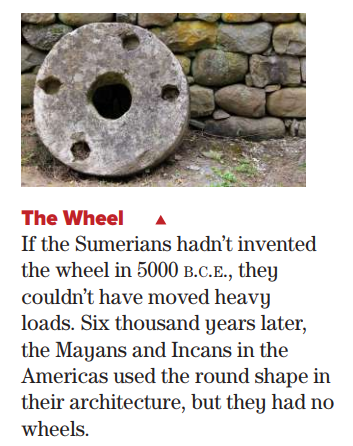 The Wheel ▲
If the Sumerians hadn't invented
the wheel in 5000 B.C.E., they
couldn't have moved heavy
loads. Six thousand years later,
the Mayans and Incans in the
Americas used the round shape in
their architecture, but they had no
wheels.